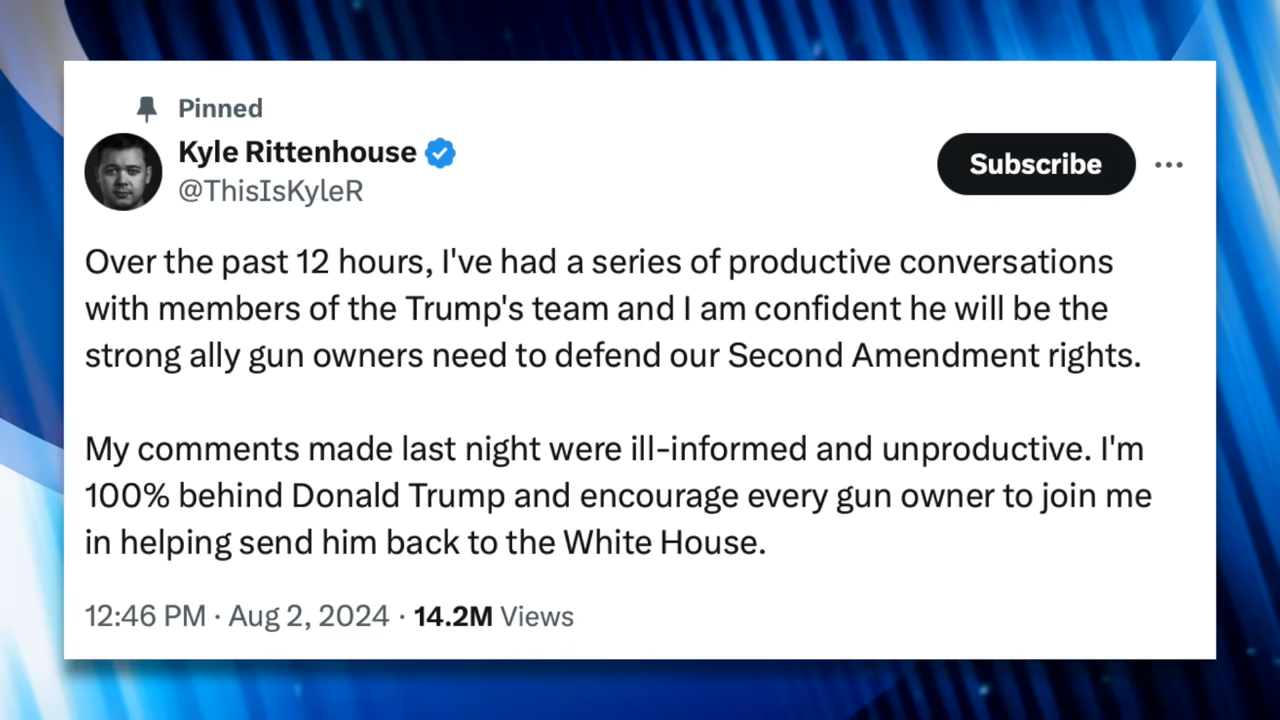 Pinned
Kyle Rittenhouse
@ThisIsKyleR
Subscribe
Over the past 12 hours, I've had a series of productive conversations
with members of the Trump's team and I am confident he will be the
strong ally gun owners need to defend our Second Amendment rights.
My comments made last night were ill-informed and unproductive. I'm
100% behind Donald Trump and encourage every gun owner to join me
in helping send him back to the White House.
12:46 PM · Aug 2, 2024 · 14.2M Views